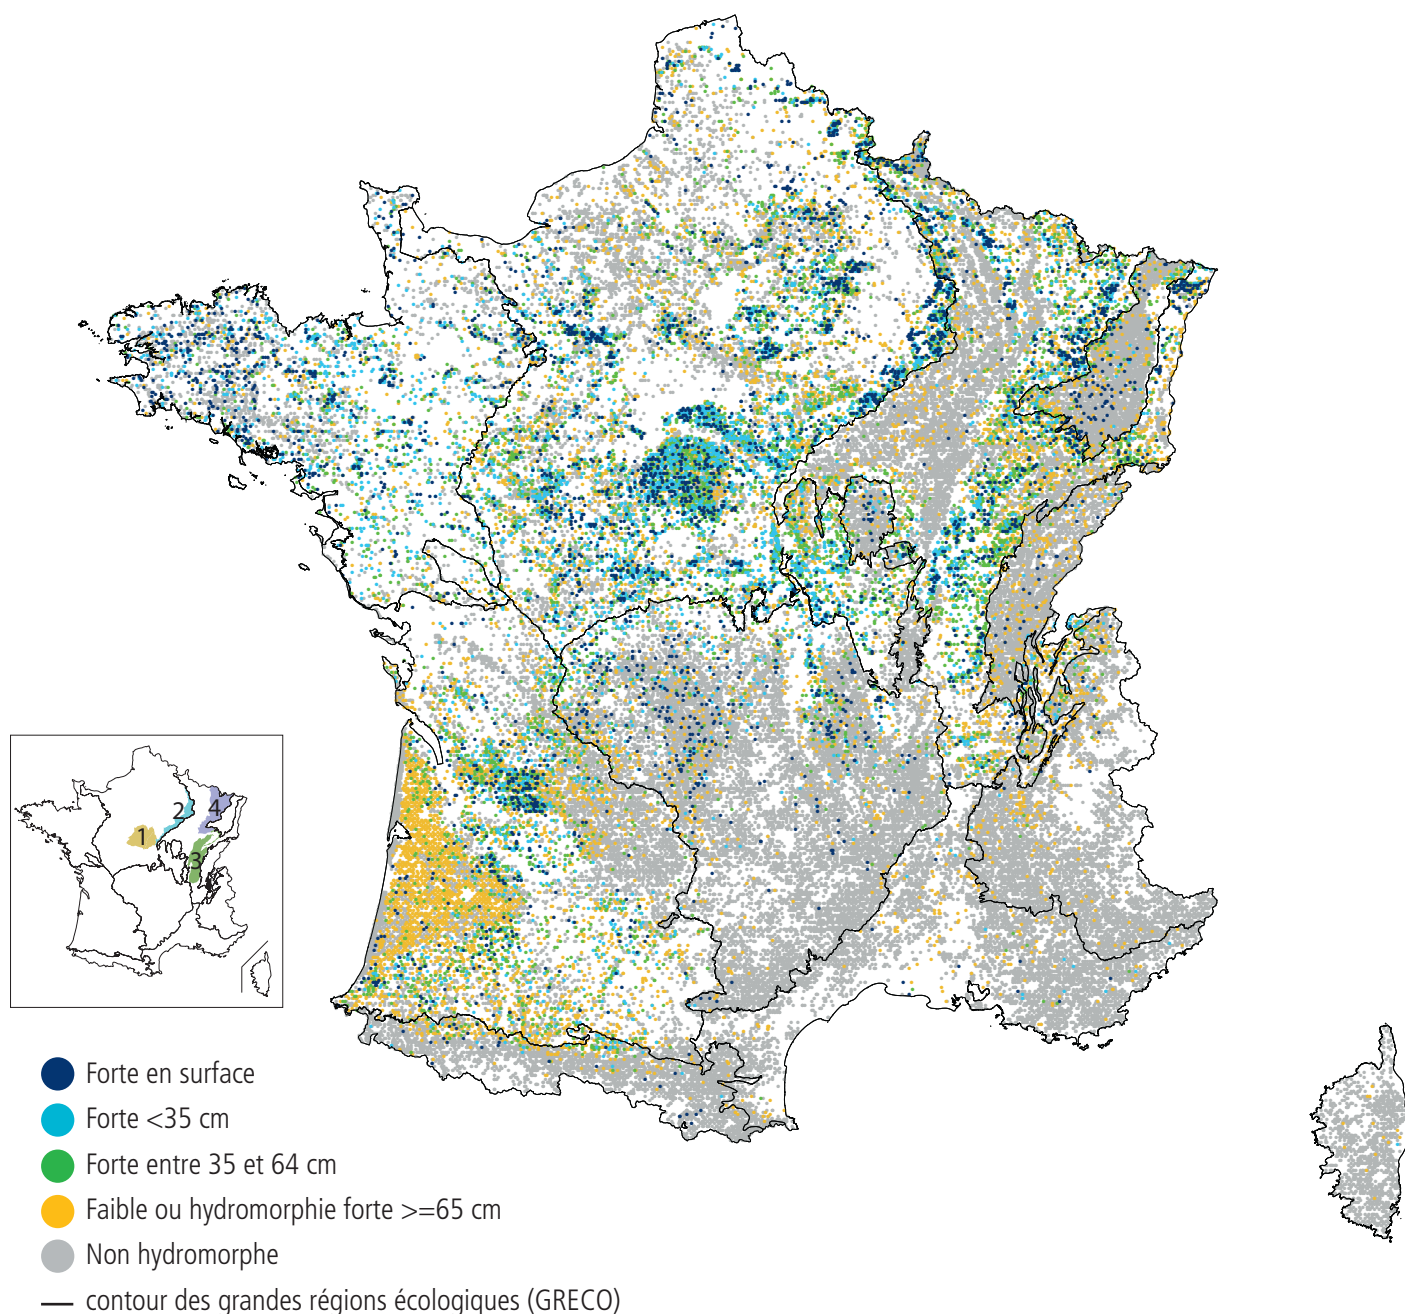 1
2
3
4
Forte en surface
Forte <35 cm
Forte entre 35 et 64 cm
Faible ou hydromorphie forte >=65 cm
Non hydromorphe
contour des grandes régions écologiques (GRECO)